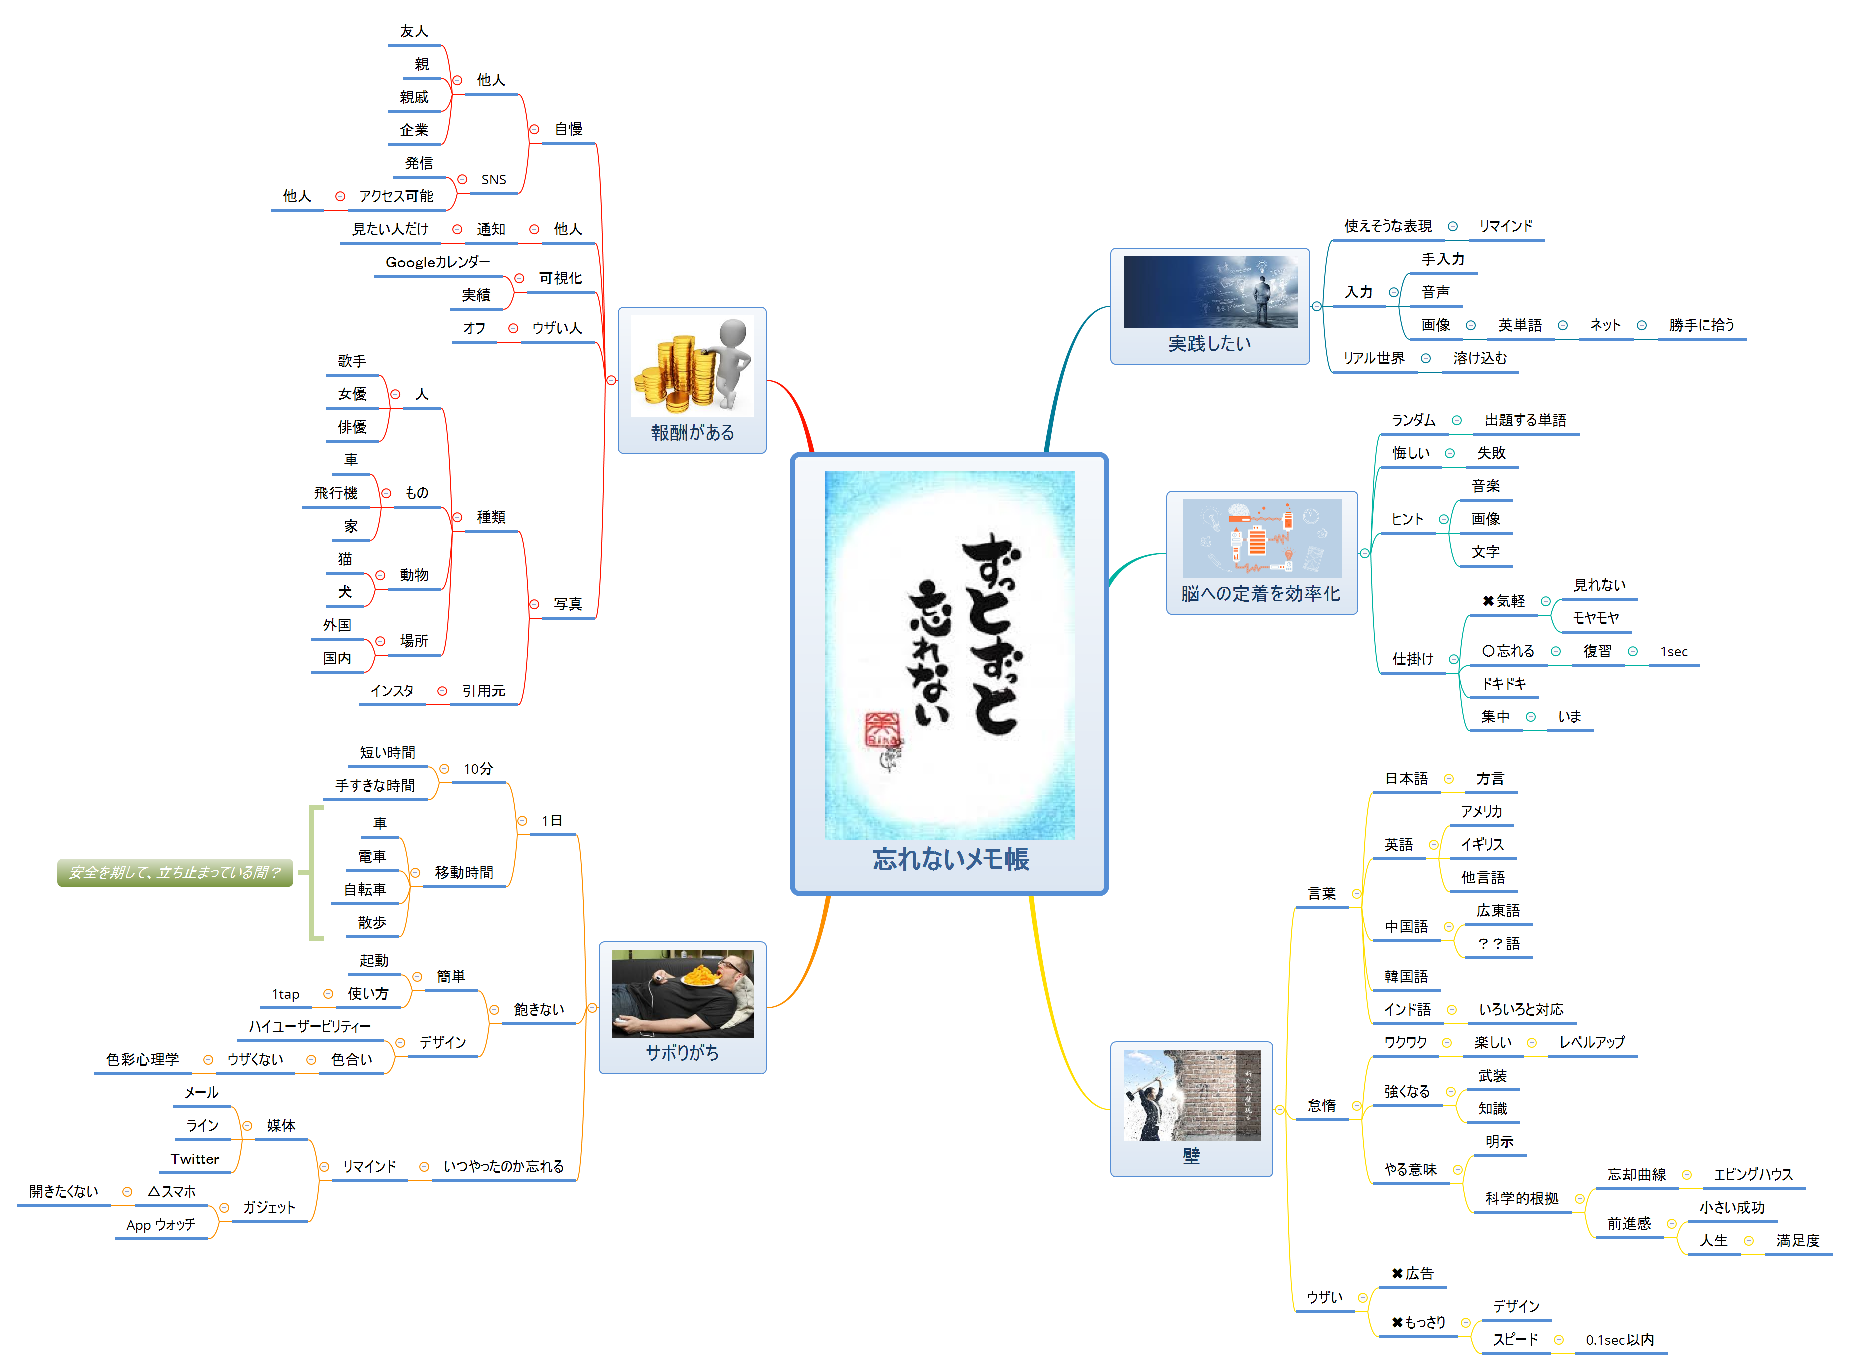 忘れないメモ帳
ずっとずっと
忘れない
実践したい
使えそうな表現
リマインド
入力
手入力
音声
画像
英単語
ネット
勝手に拾う
リアル世界
溶け込む
脳への定着を効率化
ランダム
出題する単語
悔しい
失敗
ヒント
音楽
画像
文字
仕掛け
✖気軽
見れない
モヤモヤ
〇忘れる
復習
1sec
ドキドキ
集中
いま
壁
言葉
日本語
方言
英語
アメリカ
イギリス
他言語
中国語
広東語
??語
韓国語
インド語
いろいろと対応
怠惰
ワクワク
楽しい
レベルアップ
強くなる
武装
知識
やる意味
明示
科学的根拠
忘却曲線
エビングハウス
前進感
小さい成功
人生
満足度
ウザい
✖広告
✖もっさり
デザイン
スピード
0.1sec以内
報酬がある
自慢
他人
友人
親
親戚
企業
SNS
発信
アクセス可能
他人
他人
通知
見たい人だけ
可視化
Googleカレンダー
実績
ウザい人
オフ
写真
種類
人
歌手
女優
俳優
もの
車
飛行機
家
動物
猫
犬
場所
外国
国内
引用元
インスタ
サボりがち
1日
10分
短い時間
手すきな時間
移動時間
車
電車
自転車
散歩
安全を期して、立ち止まっている間？
飽きない
簡単
起動
使い方
1tap
デザイン
ハイユーザービリティー
色合い
ウザくない
色彩心理学
いつやったのか忘れる
リマインド
媒体
メール
ライン
Twitter
ガジェット
△スマホ
開きたくない
App ウォッチ